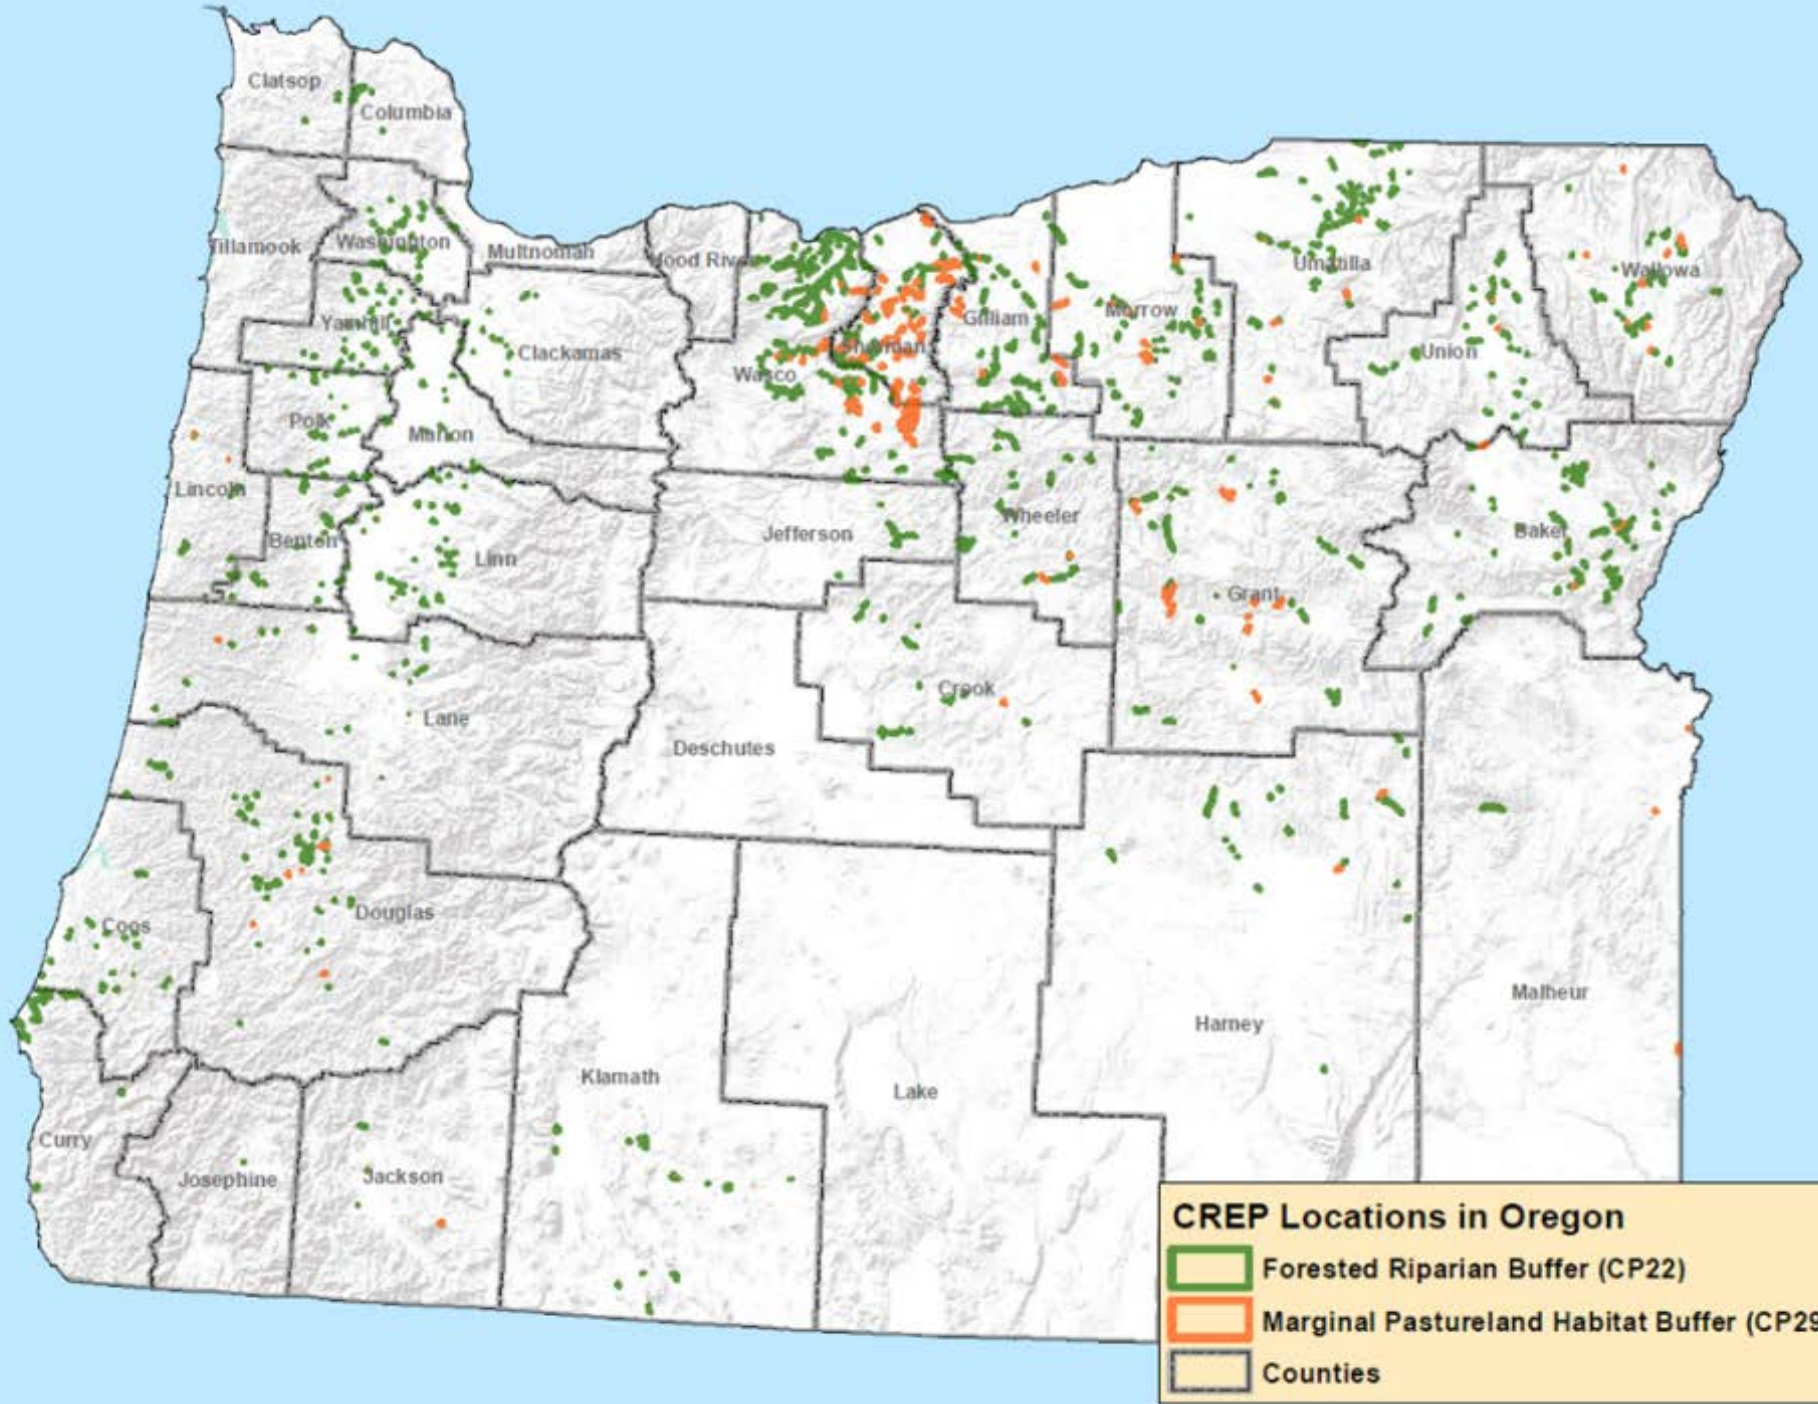 Clatsop
Columbia
Tillamook
Washington
Multnomah
Hood River
Umatilla
Wallowa
Yamhill
Clackamas
Gilliam
Morrow
Sherman
Union
Wasco
Polk
Marion
Lincoln
Benton
Linn
Jefferson
Wheeler
Baker
Grant
Crook
Lane
Deschutes
Douglas
Coos
Malheur
Harney
Klamath
Lake
Curry
Josephine
Jackson
CREP Locations in Oregon
Forested Riparian Buffer (CP22)
Marginal Pastureland Habitat Buffer (CP29
Counties